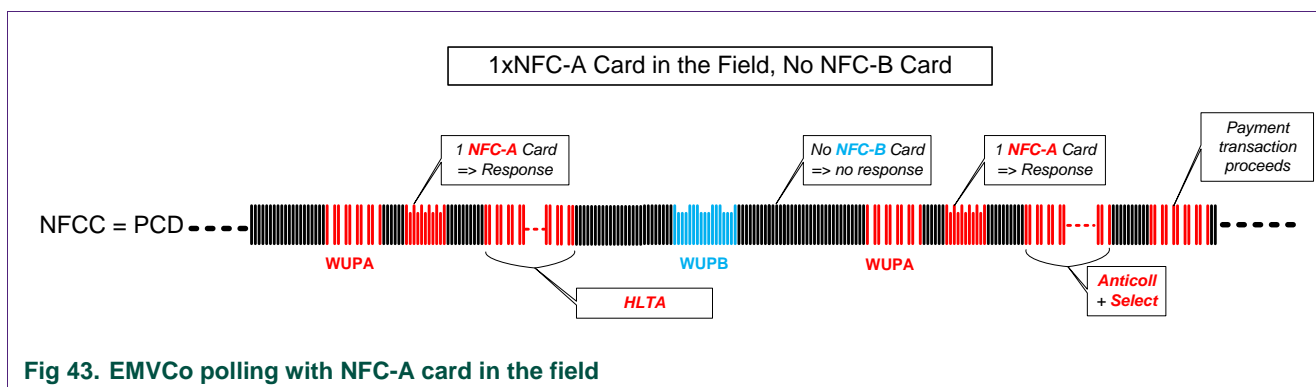 1xNFC-A Card in the Field, No NFC-B Card
1 NFC-A Card
=> Response
No NFC-B Card
=> no response
1 NFC-A Card
=> Response
Payment
transaction
proceeds
NFCC = PCD
WUPA
WUPB
WUPA
HLTA
Anticoll
+ Select
Fig 43. EMVCo polling with NFC-A card in the field